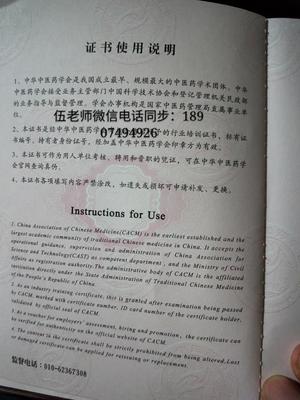 证书使用说明
1、中华中医药学会是我国成立最早、规模最大的中医药学术团体。中华
中医药学会接受业务主管部门中国科学技术协会和登记管理机关民政部
的业务指导与监督管理。学会办事机构是国家中医药管理局直属事业单
位。
伍老师微信电话同步：189
07494926
2、本证书是经中华中医药学 的行业培训证书，标有证
书编号、持有者身份证号，经加盖中华中医药学会印章方为有效。
3、本证书可作为用人单位考核、聘用和晋职的凭证，可在中华中医药学
会官网查询真伪。
4、本证书各项填写内容严禁涂改，如遗失或损坏可申请补发、更换。
Instructions for Use
1. China Association of Chinese Medicine(CACM) is the earliest established and the
largest academic community of traditional Chinese medicine in China. It accepts the
operational guidance, supervision and administration of China Association for
Science and Technology(CAST) as competent department, and the Ministry of Civil
Affairs as registration authority. The administrative body of CACM is the affiliated
institution directly under the State Administration of Traditional Chinese Medicine
of the People's Republic of China.
2. As an industry training certificate, this is granted after examination being passed
by CACM, marked with certificate number, ID card number of the certificate holder,
validated by official seal of CACM.
3. As a voucher for employers' assessment, hiring and promotion, the certificate can
be verified for authenticity on the official website of CACM.
4. The content in the certificate shall be strictly prohibited from being altered. Lost
or damaged certificate can be applied for reissuing or replacement.
监督电话：010-62367308